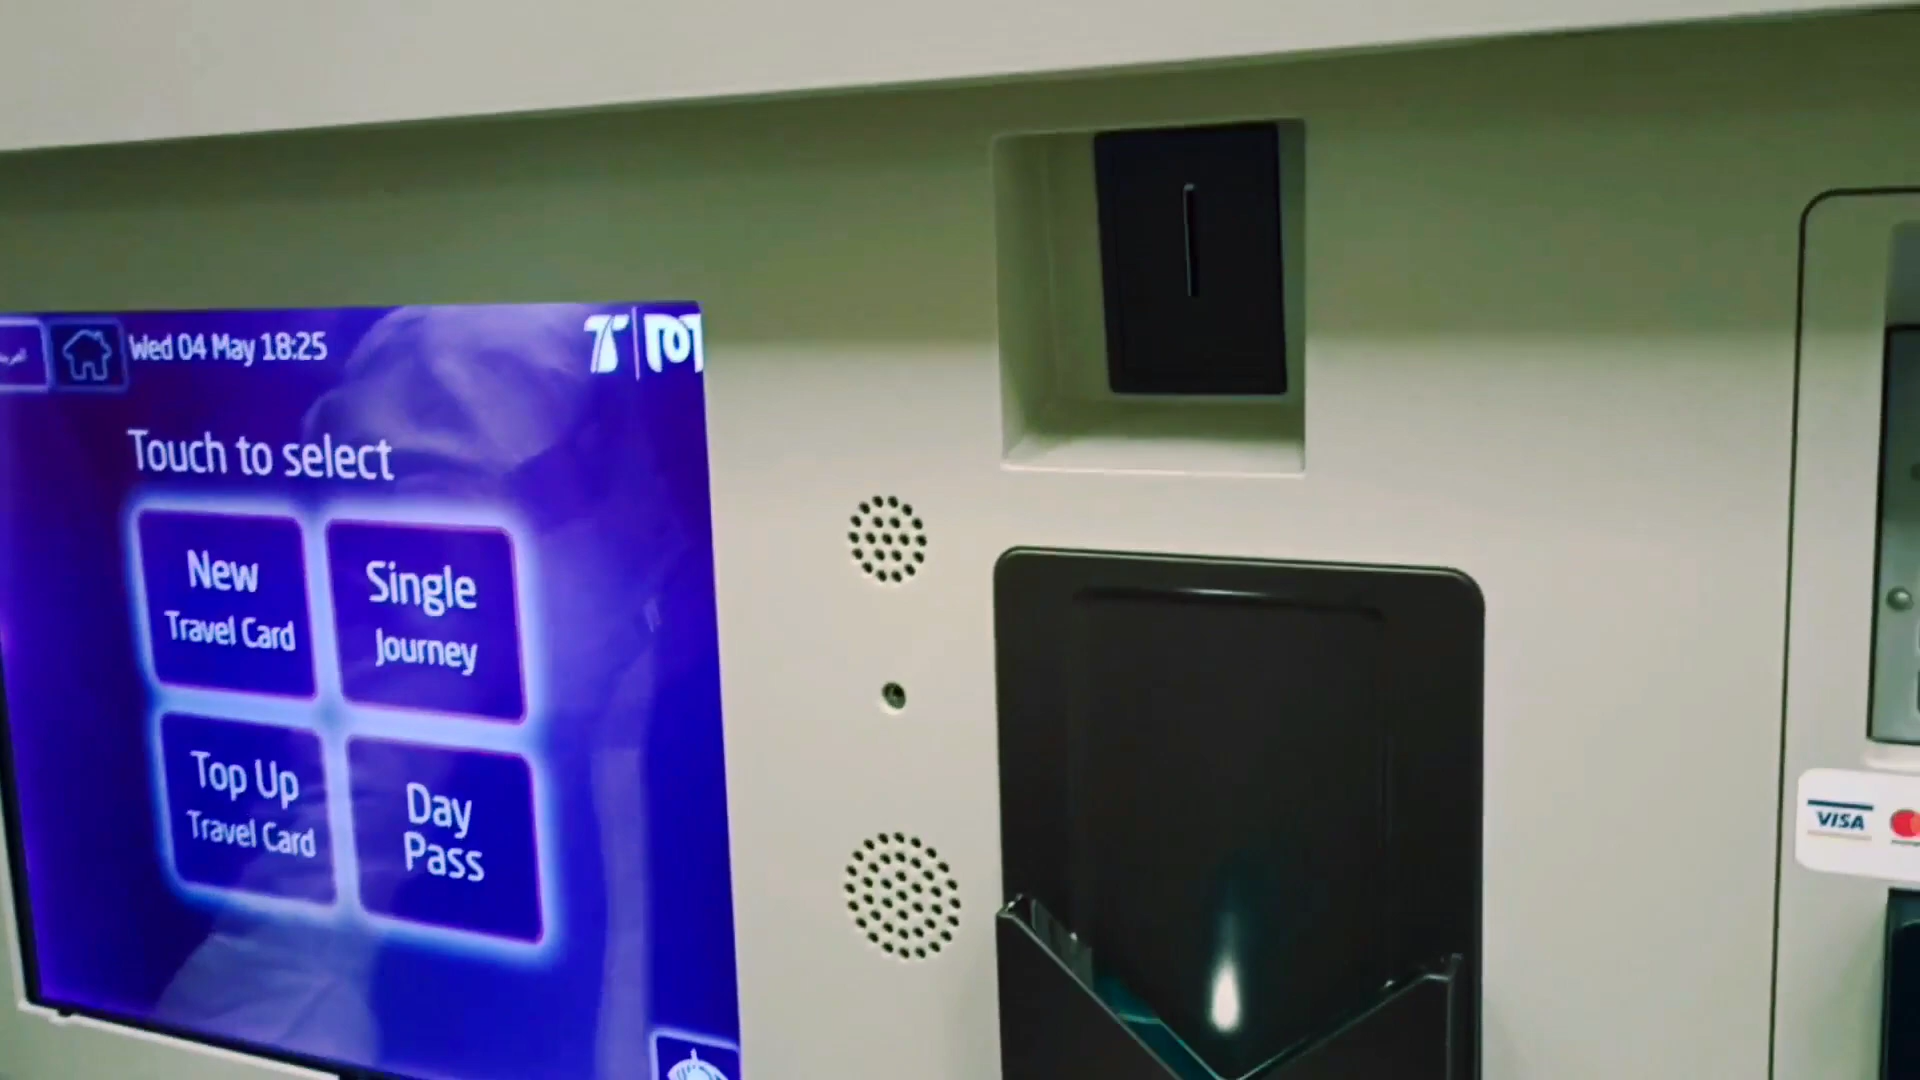 العربية
Wed 04 May 18:25
Touch to select
New
Travel Card
Single
Journey
Top Up
Travel Card
Day
Pass
VISA